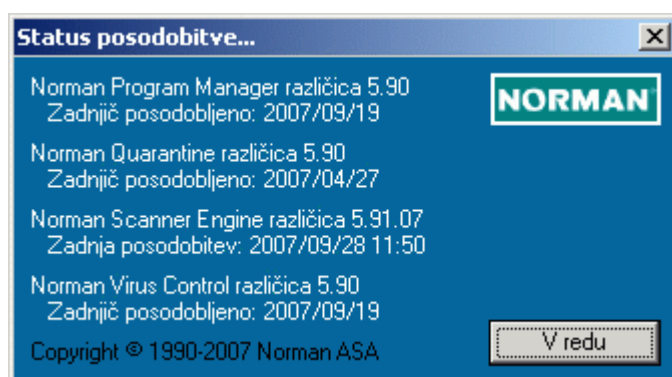 Status posodobitve...
Norman Program Manager različica 5.90
Zadnjič posodobljeno: 2007/09/19
NORMAN
Norman Quarantine različica 5.90
Zadnjič posodobljeno: 2007/04/27
Norman Scanner Engine različica 5.91.07
Zadnja posodobitev: 2007/09/28 11:50
Norman Virus Control različica 5.90
Zadnjič posodobljeno: 2007/09/19
Copyright © 1990-2007 Norman ASA
V redu